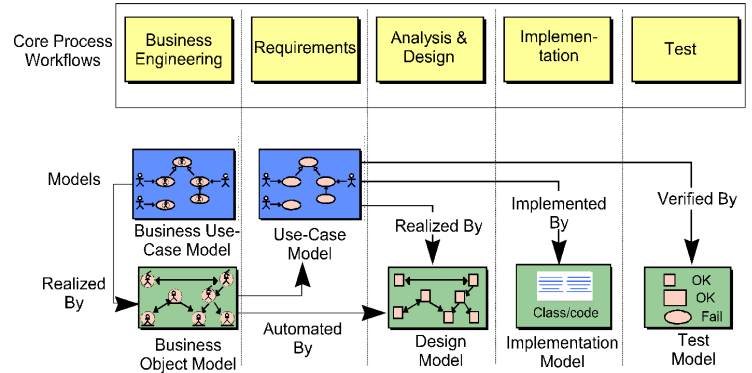 Core Process
Workflows
Business
Engineering
Requirements
Analysis &
Design
Implemen-
tation
Test
Models
Business Use-
Case Model
Use-Case
Model
Realized By
Implemented
By
Verified By
Realized
By
Automated
By
Business
Object Model
Design
Model
Class/code
Implementation
Model
OK
OK
Fail
Test
Model